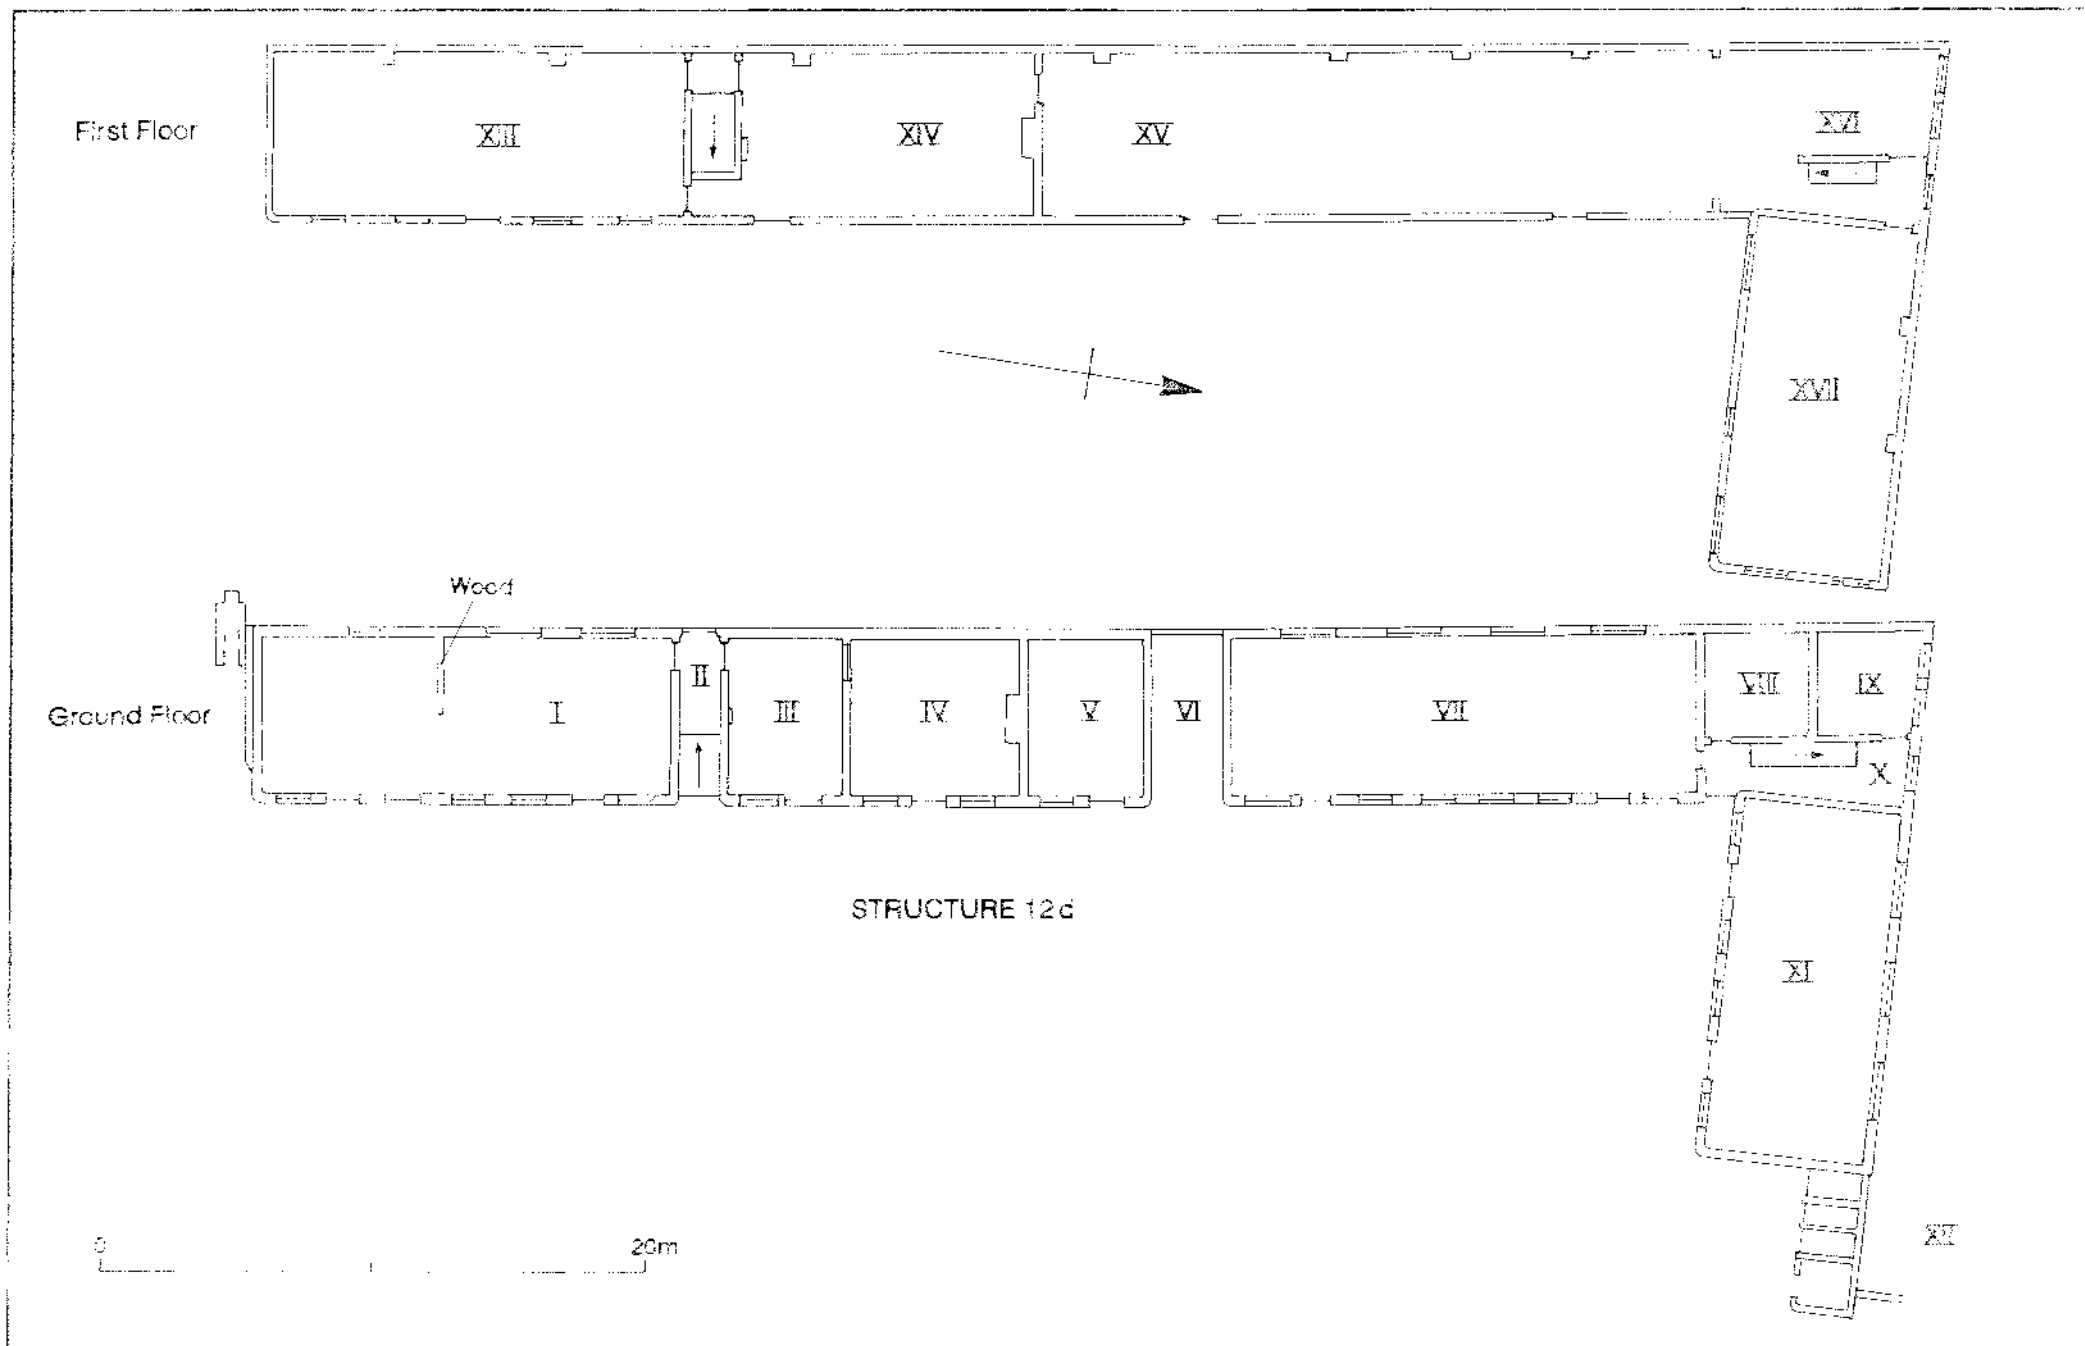 First Floor
XIII
XIV
XV
XVI
XVII
Wood
Ground Floor
I
II
III
IV
V
VI
VII
VIII
IX
X
XI
STRUCTURE 12d
0
20m
XII